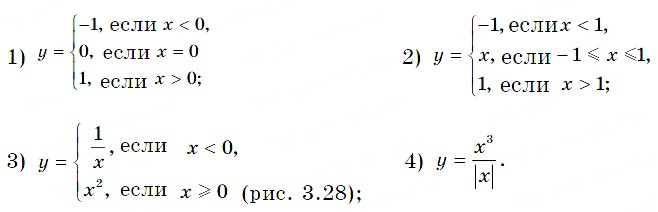 1) y = { −1, если x < 0,
0, если x = 0
1, если x > 0;
2) y = { −1, если x < 1,
x, если −1 ⩽ x ⩽ 1,
1, если x > 1;
3) y = { 1/x, если x < 0,
x², если x ⩾ 0 (рис. 3.28);
4) y = x³/|x|.